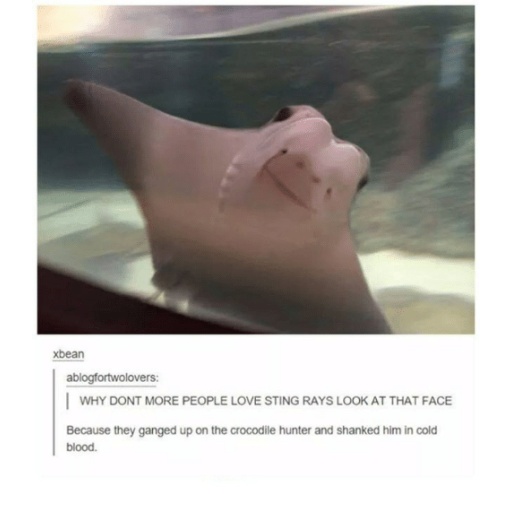 xbean
ablogfortwolovers:
WHY DONT MORE PEOPLE LOVE STING RAYS LOOK AT THAT FACE
Because they ganged up on the crocodile hunter and shanked him in cold
blood.